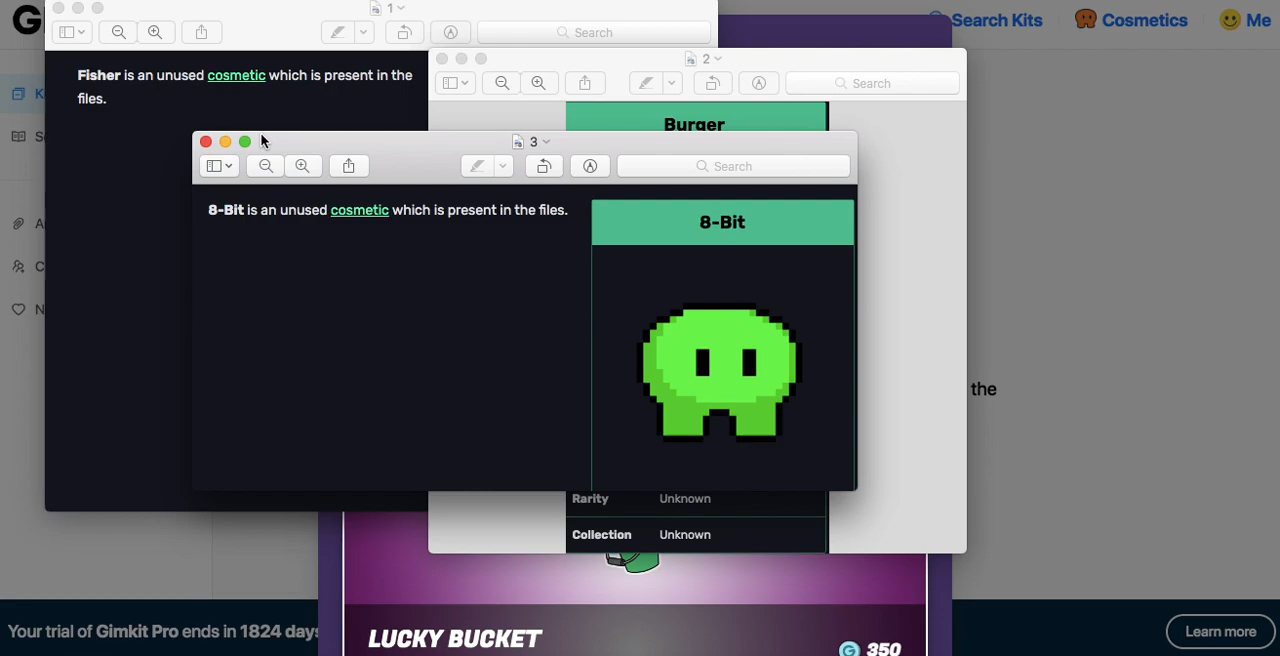 G
Search Kits
Cosmetics
Me
1
Search
Fisher is an unused cosmetic which is present in the
files.
2
Search
Burger
3
Search
8-Bit is an unused cosmetic which is present in the files.
8-Bit
Rarity Unknown
Collection Unknown
the
Your trial of Gimkit Pro ends in 1824 days
Learn more
LUCKY BUCKET
350